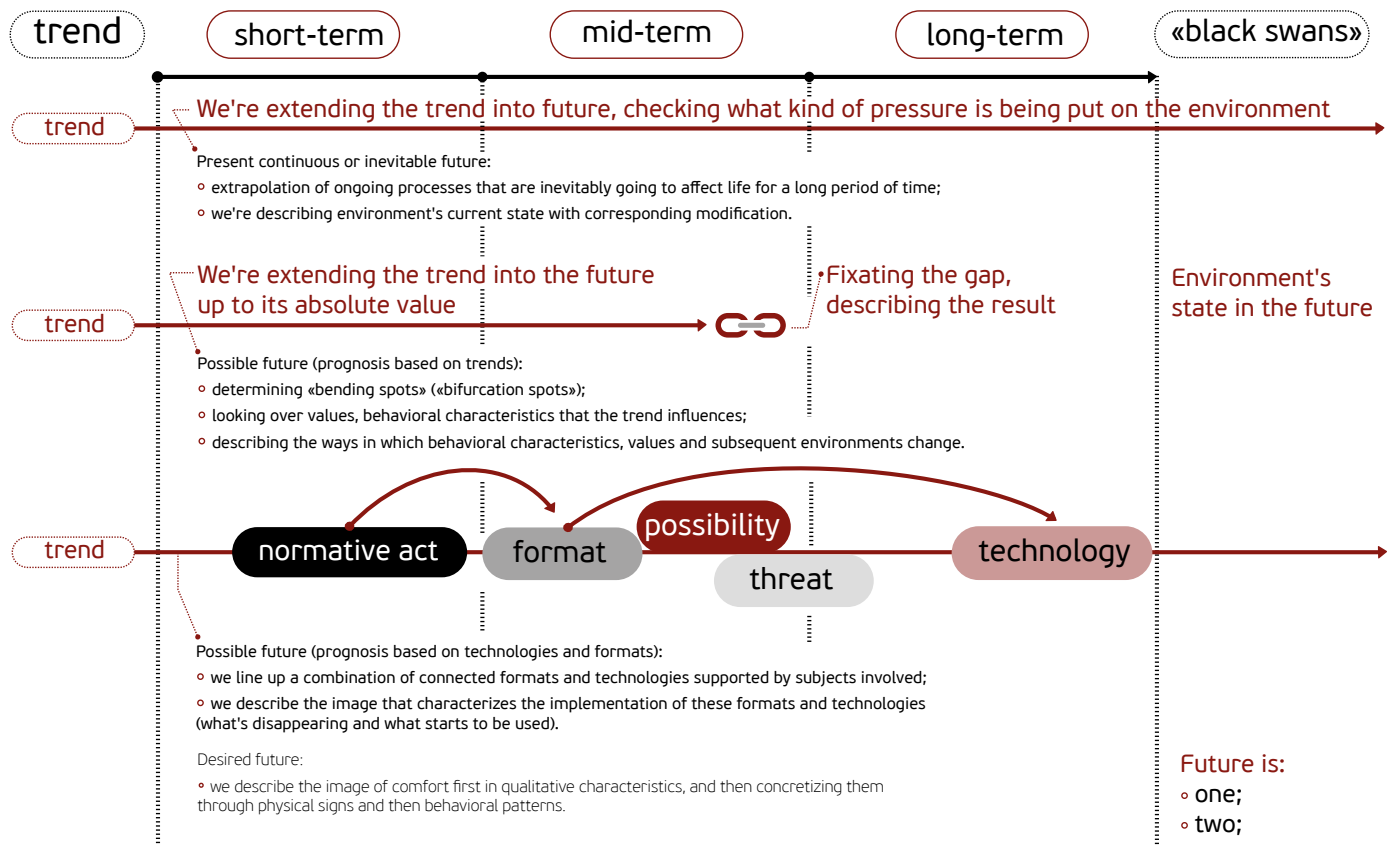 trend
short-term
mid-term
long-term
«black swans»
We're extending the trend into future, checking what kind of pressure is being put on the environment
trend
Present continuous or inevitable future:
extrapolation of ongoing processes that are inevitably going to affect life for a long period of time;
we're describing environment's current state with corresponding modification.
We're extending the trend into the future
up to its absolute value
Fixating the gap,
describing the result
Environment's
state in the future
trend
Possible future (prognosis based on trends):
determining «bending spots» («bifurcation spots»);
looking over values, behavioral characteristics that the trend influences;
describing the ways in which behavioral characteristics, values and subsequent environments change.
trend
normative act
format
possibility
threat
technology
Possible future (prognosis based on technologies and formats):
we line up a combination of connected formats and technologies supported by subjects involved;
we describe the image that characterizes the implementation of these formats and technologies
(what's disappearing and what starts to be used).
Desired future:
we describe the image of comfort first in qualitative characteristics, and then concretizing them
through physical signs and then behavioral patterns.
Future is:
one;
two;